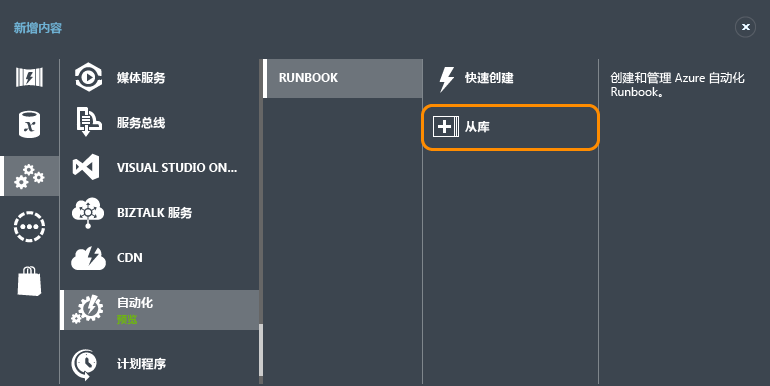 新增内容
媒体服务
服务总线
VISUAL STUDIO ON...
BIZTALK 服务
CDN
自动化
预览
计划程序
RUNBOOK
快速创建
从库
创建和管理 Azure 自动化
Runbook。